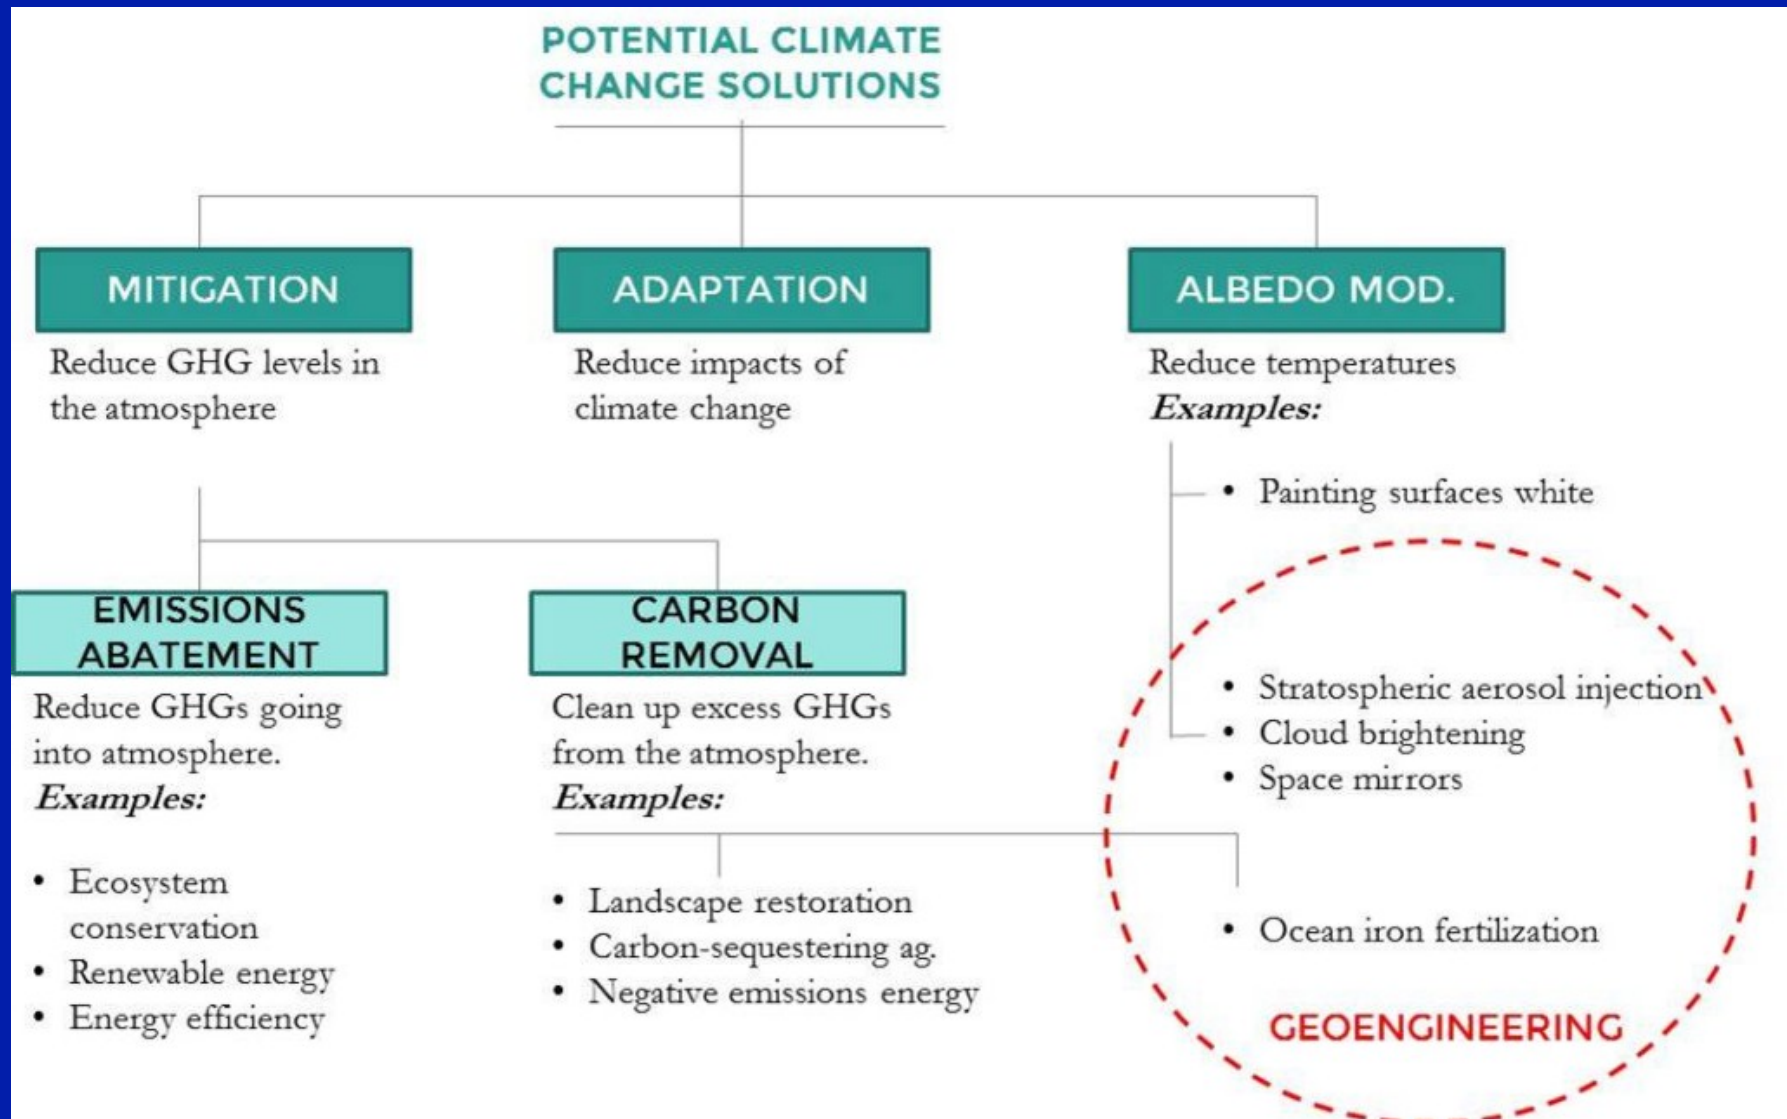 POTENTIAL CLIMATE
CHANGE SOLUTIONS
MITIGATION
Reduce GHG levels in
the atmosphere
ADAPTATION
Reduce impacts of
climate change
ALBEDO MOD.
Reduce temperatures
Examples:
• Painting surfaces white
• Stratospheric aerosol injection
• Cloud brightening
• Space mirrors
EMISSIONS
ABATEMENT
Reduce GHGs going
into atmosphere.
Examples:
• Ecosystem
conservation
• Renewable energy
• Energy efficiency
CARBON
REMOVAL
Clean up excess GHGs
from the atmosphere.
Examples:
• Landscape restoration
• Carbon-sequestering ag.
• Negative emissions energy
• Ocean iron fertilization
GEOENGINEERING